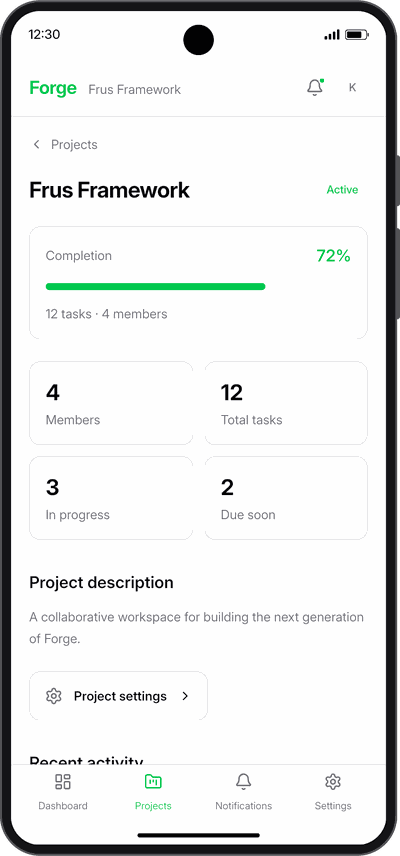 12:30
Forge Frus Framework K
Projects
Frus Framework Active
Completion 72%
12 tasks · 4 members
4 12
Members Total tasks
3 2
In progress Due soon
Project description
A collaborative workspace for building the next generation
of Forge.
Project settings
Recent activity
Dashboard Projects Notifications Settings